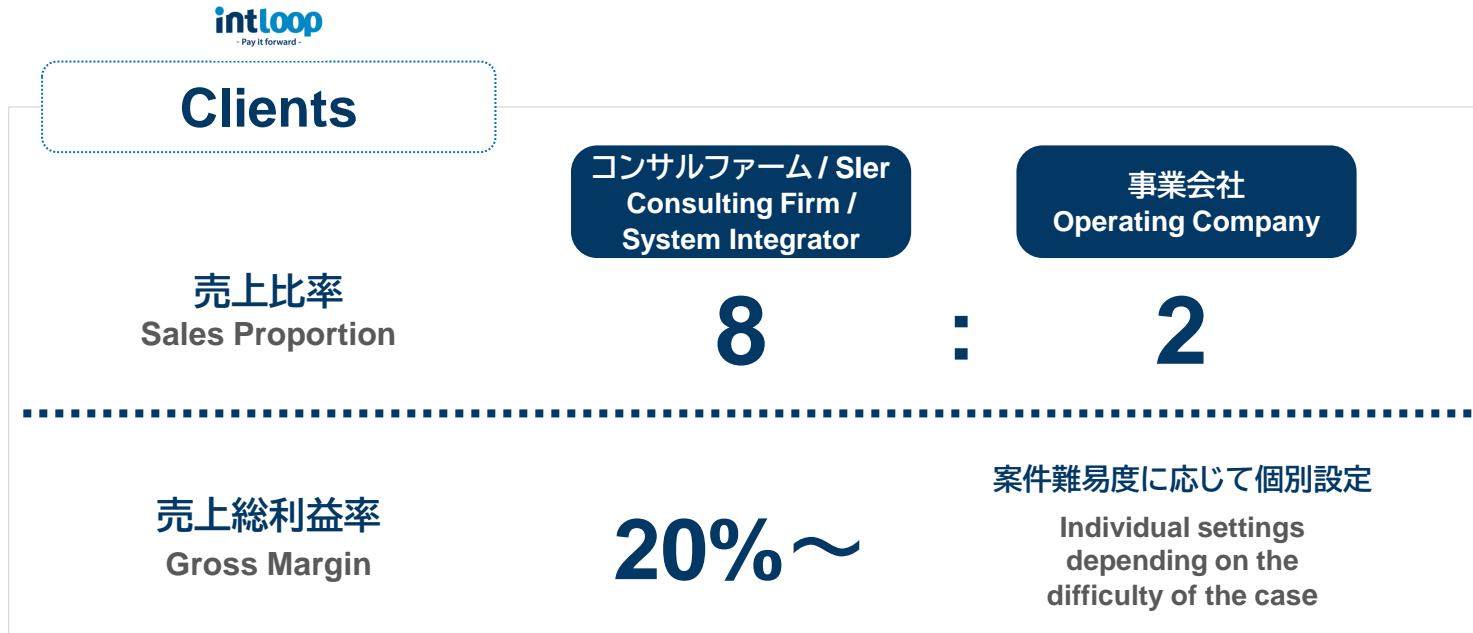 intloop
- Pay it forward -
Clients
コンサルファーム / SIer
Consulting Firm /
System Integrator
事業会社
Operating Company
売上比率
Sales Proportion
8 : 2
売上総利益率
Gross Margin
20%～
案件難易度に応じて個別設定
Individual settings
depending on the
difficulty of the case